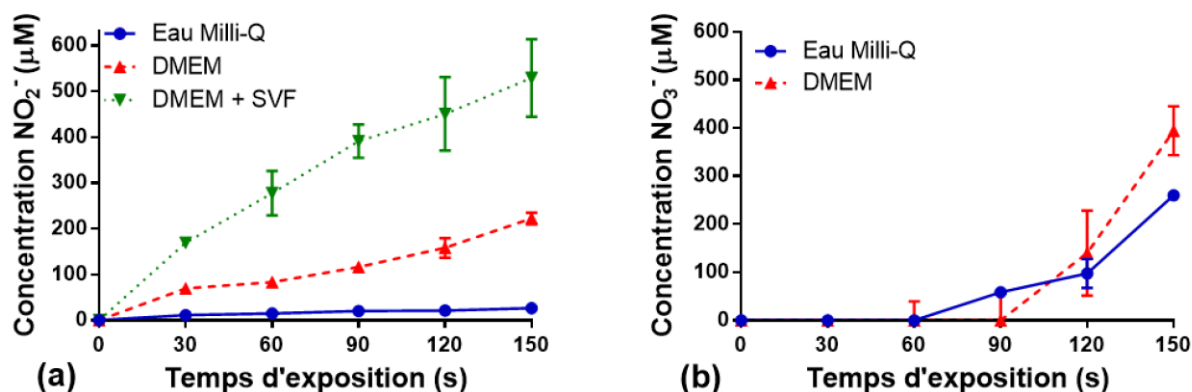 Concentration NO₂⁻ (µM)
600
500
400
300
200
100
0
Eau Milli-Q
DMEM
DMEM + SVF
0 30 60 90 120 150
Temps d'exposition (s)
(a)
Concentration NO₃⁻ (µM)
600
500
400
300
200
100
0
Eau Milli-Q
DMEM
0 30 60 90 120 150
Temps d'exposition (s)
(b)